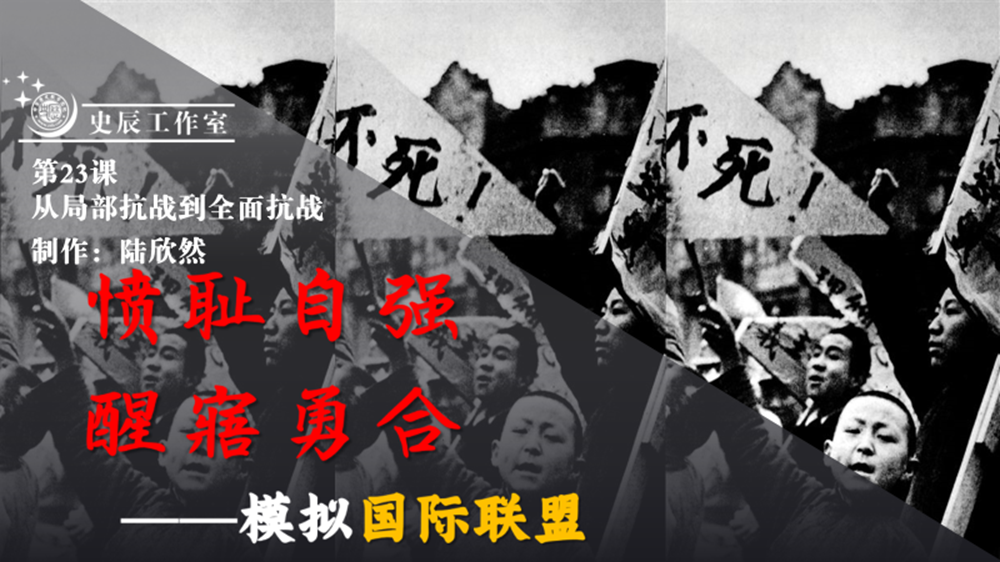 史辰工作室
第23课
从局部抗战到全面抗战
制作：陆欣然
愤耻自强
醒寤勇合
——模拟国际联盟
不死！
不死！